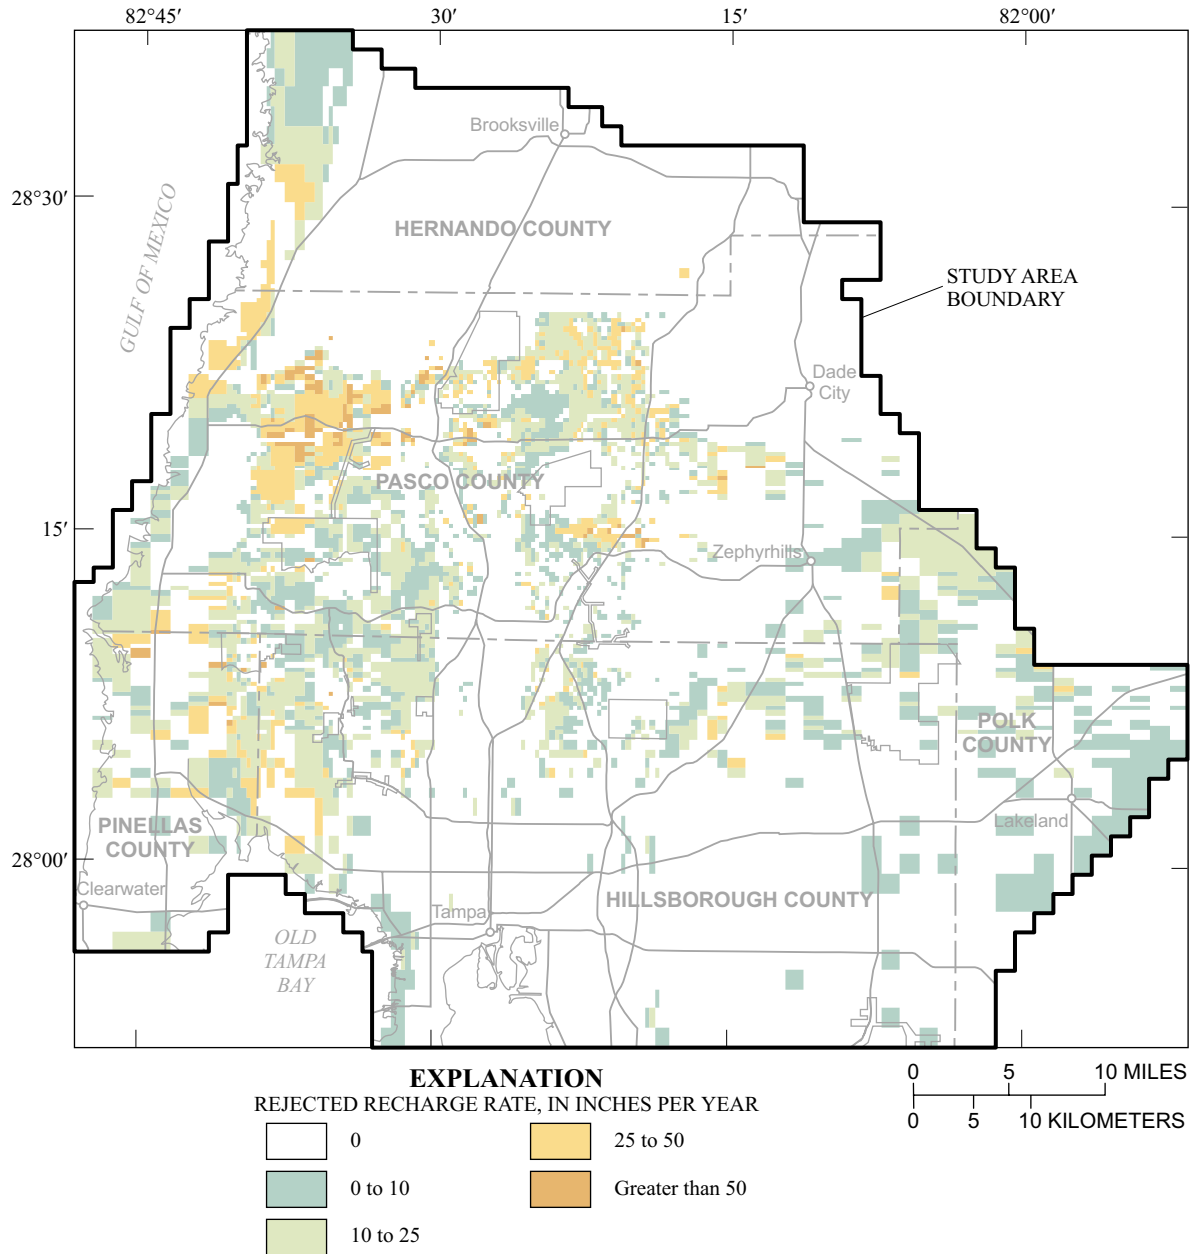 82°45′ 30′ 15′ 82°00′
Brooksville
28°30′
HERNANDO COUNTY
GULF OF MEXICO
STUDY AREA
BOUNDARY
Dade
City
PASCO COUNTY
15′
Zephyrhills
POLK
COUNTY
PINELLAS
COUNTY
Lakeland
28°00′
Clearwater
HILLSBOROUGH COUNTY
Tampa
OLD
TAMPA
BAY
EXPLANATION
REJECTED RECHARGE RATE, IN INCHES PER YEAR
0
0 to 10
10 to 25
25 to 50
Greater than 50
0 5 10 MILES
0 5 10 KILOMETERS